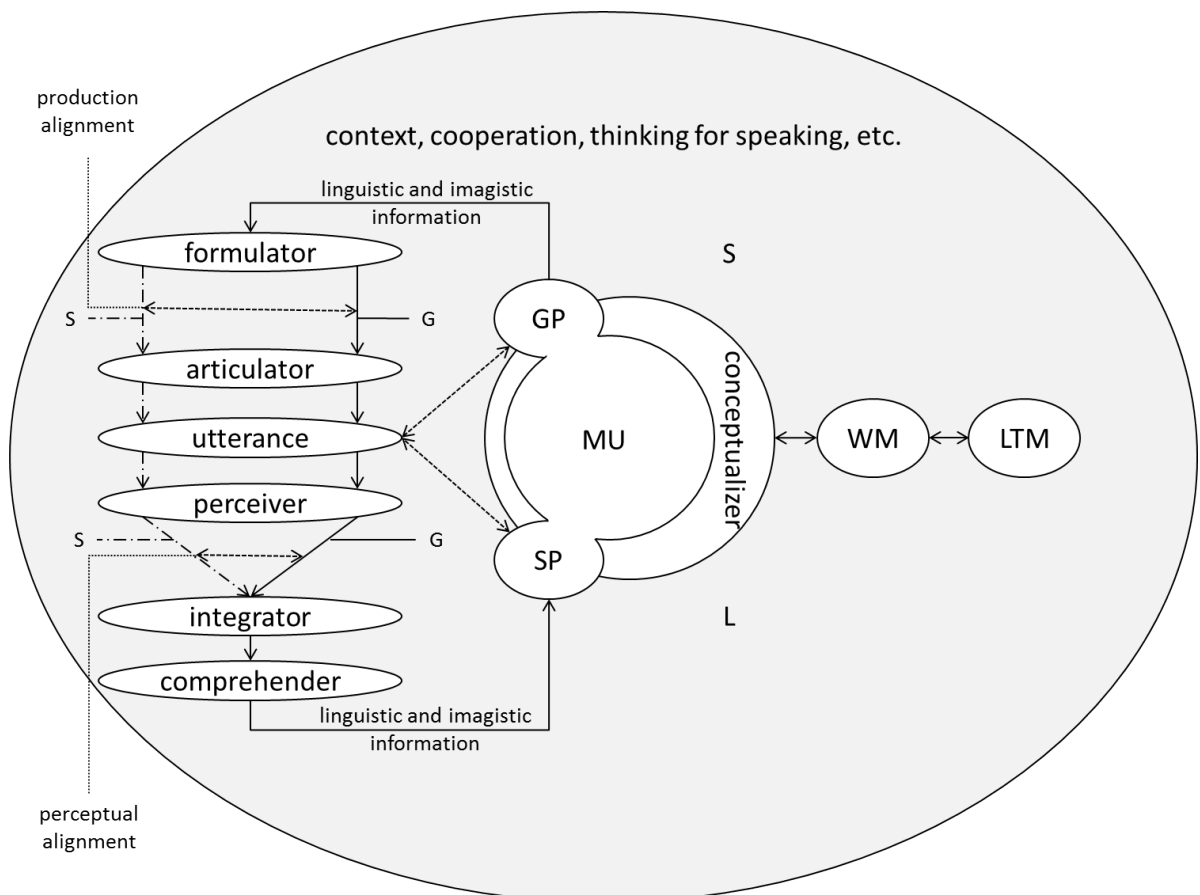 production
alignment
context, cooperation, thinking for speaking, etc.
linguistic and imagistic
information
formulator
S
GP
S
G
articulator
conceptualizer
utterance
MU
WM
LTM
perceiver
S
G
SP
integrator
L
comprehender
linguistic and imagistic
information
perceptual
alignment